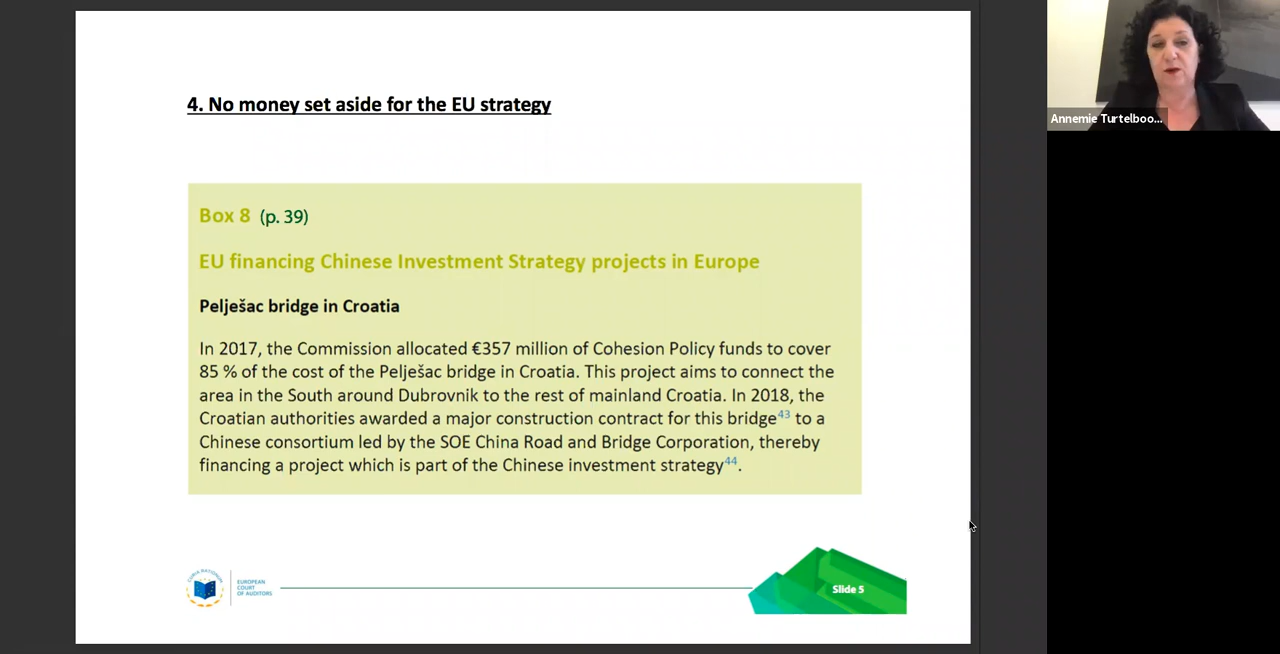 4. No money set aside for the EU strategy
Annemie Turtelboo...
Box 8 (p. 39)
EU financing Chinese Investment Strategy projects in Europe
Pelješac bridge in Croatia
In 2017, the Commission allocated €357 million of Cohesion Policy funds to cover
85 % of the cost of the Pelješac bridge in Croatia. This project aims to connect the
area in the South around Dubrovnik to the rest of mainland Croatia. In 2018, the
Croatian authorities awarded a major construction contract for this bridge43 to a
Chinese consortium led by the SOE China Road and Bridge Corporation, thereby
financing a project which is part of the Chinese investment strategy44.
EUROPEAN
COURT
OF AUDITORS
Slide 5